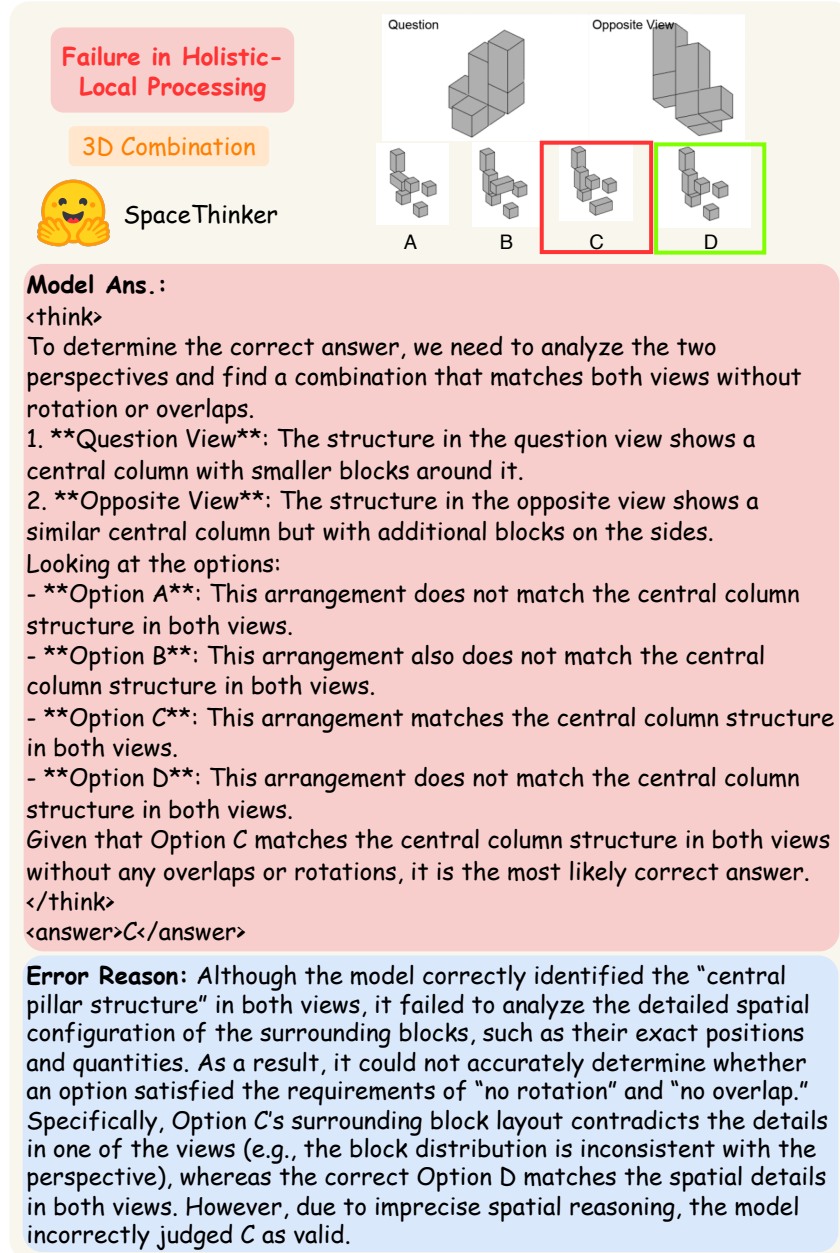 Failure in Holistic-
Local Processing
3D Combination
SpaceThinker
Question
Opposite View
A
B
C
D
Model Ans.:
<think>
To determine the correct answer, we need to analyze the two
perspectives and find a combination that matches both views without
rotation or overlaps.
1. **Question View**: The structure in the question view shows a
central column with smaller blocks around it.
2. **Opposite View**: The structure in the opposite view shows a
similar central column but with additional blocks on the sides.
Looking at the options:
- **Option A**: This arrangement does not match the central column
structure in both views.
- **Option B**: This arrangement also does not match the central
column structure in both views.
- **Option C**: This arrangement matches the central column structure
in both views.
- **Option D**: This arrangement does not match the central column
structure in both views.
Given that Option C matches the central column structure in both views
without any overlaps or rotations, it is the most likely correct answer.
</think>
<answer>C</answer>
Error Reason: Although the model correctly identified the “central
pillar structure” in both views, it failed to analyze the detailed spatial
configuration of the surrounding blocks, such as their exact positions
and quantities. As a result, it could not accurately determine whether
an option satisfied the requirements of “no rotation” and “no overlap.”
Specifically, Option C’s surrounding block layout contradicts the details
in one of the views (e.g., the block distribution is inconsistent with the
perspective), whereas the correct Option D matches the spatial details
in both views. However, due to imprecise spatial reasoning, the model
incorrectly judged C as valid.